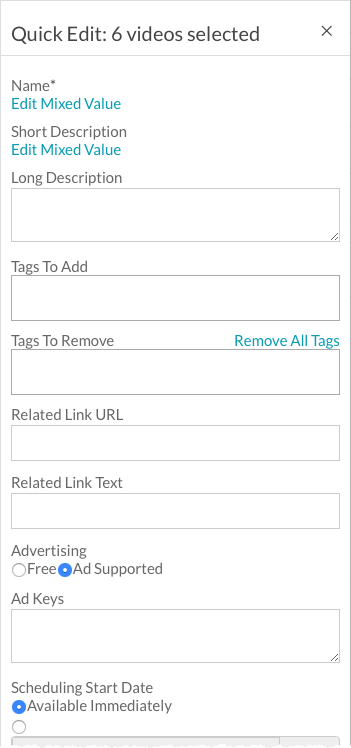 Quick Edit: 6 videos selected
Name*
Edit Mixed Value
Short Description
Edit Mixed Value
Long Description
Tags To Add
Tags To Remove Remove All Tags
Related Link URL
Related Link Text
Advertising
Free Ad Supported
Ad Keys
Scheduling Start Date
Available Immediately